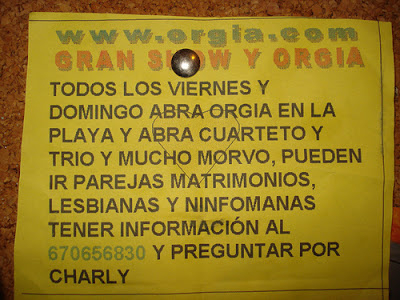 www.orgia.com
GRAN SHOW Y ORGIA
TODOS LOS VIERNES Y
DOMINGO ABRA ORGIA EN LA
PLAYA Y ABRA CUARTETO Y
TRIO Y MUCHO MORVO, PUEDEN
IR PAREJAS MATRIMONIOS,
LESBIANAS Y NINFOMANAS
TENER INFORMACIÓN AL
670656830 Y PREGUNTAR POR
CHARLY